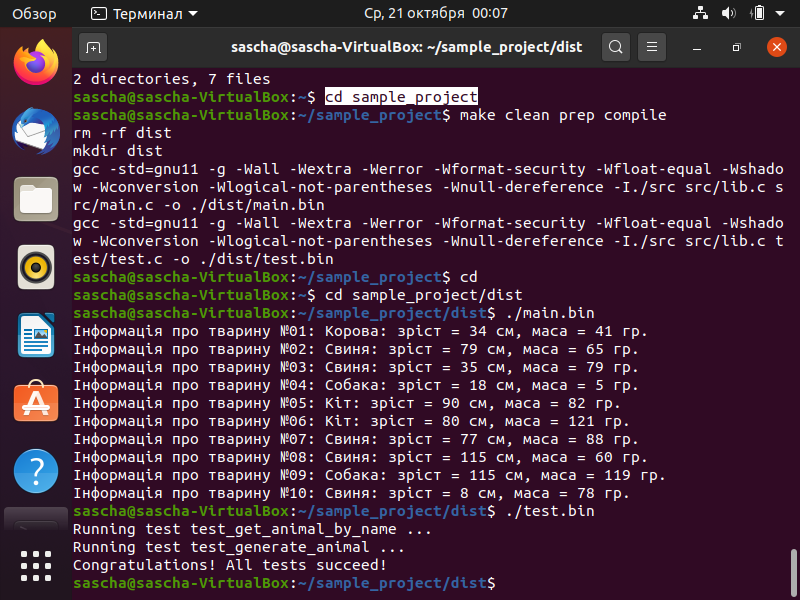 Обзор
Терминал
Ср, 21 октября 00:07
sascha@sascha-VirtualBox: ~/sample_project/dist
2 directories, 7 files
sascha@sascha-VirtualBox:~$ cd sample_project
sascha@sascha-VirtualBox:~/sample_project$ make clean prep compile
rm -rf dist
mkdir dist
gcc -std=gnu11 -g -Wall -Wextra -Werror -Wformat-security -Wfloat-equal -Wshado
w -Wconversion -Wlogical-not-parentheses -Wnull-dereference -I./src src/lib.c s
rc/main.c -o ./dist/main.bin
gcc -std=gnu11 -g -Wall -Wextra -Werror -Wformat-security -Wfloat-equal -Wshado
w -Wconversion -Wlogical-not-parentheses -Wnull-dereference -I./src src/lib.c t
est/test.c -o ./dist/test.bin
sascha@sascha-VirtualBox:~/sample_project$ cd
sascha@sascha-VirtualBox:~$ cd sample_project/dist
sascha@sascha-VirtualBox:~/sample_project/dist$ ./main.bin
Інформація про тварину №01: Корова: зріст = 34 см, маса = 41 гр.
Інформація про тварину №02: Свиня: зріст = 79 см, маса = 65 гр.
Інформація про тварину №03: Свиня: зріст = 35 см, маса = 79 гр.
Інформація про тварину №04: Собака: зріст = 18 см, маса = 5 гр.
Інформація про тварину №05: Кіт: зріст = 90 см, маса = 82 гр.
Інформація про тварину №06: Кіт: зріст = 80 см, маса = 121 гр.
Інформація про тварину №07: Свиня: зріст = 77 см, маса = 88 гр.
Інформація про тварину №08: Свиня: зріст = 115 см, маса = 60 гр.
Інформація про тварину №09: Собака: зріст = 115 см, маса = 119 гр.
Інформація про тварину №10: Свиня: зріст = 8 см, маса = 78 гр.
sascha@sascha-VirtualBox:~/sample_project/dist$ ./test.bin
Running test test_get_animal_by_name ...
Running test test_generate_animal ...
Congratulations! All tests succeed!
sascha@sascha-VirtualBox:~/sample_project/dist$